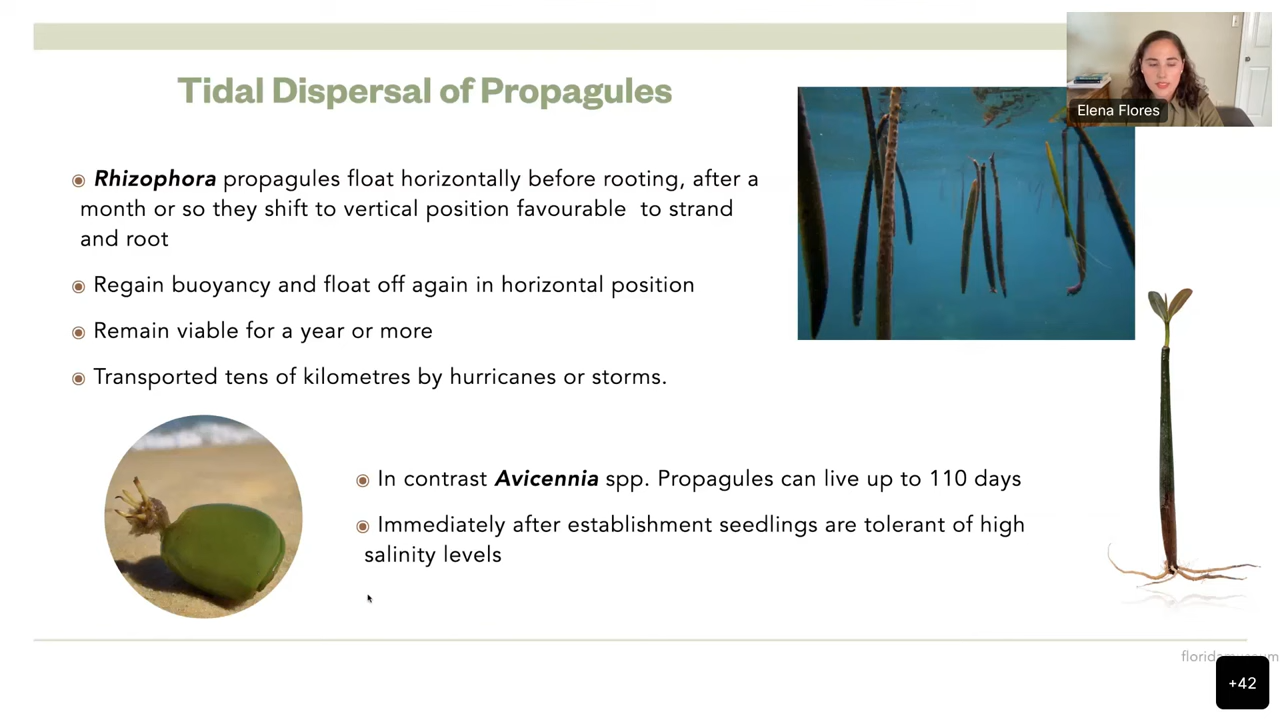 Tidal Dispersal of Propagules
Elena Flores
Rhizophora propagules float horizontally before rooting, after a
month or so they shift to vertical position favourable to strand
and root
Regain buoyancy and float off again in horizontal position
Remain viable for a year or more
Transported tens of kilometres by hurricanes or storms.
In contrast Avicennia spp. Propagules can live up to 110 days
Immediately after establishment seedlings are tolerant of high
salinity levels
+42